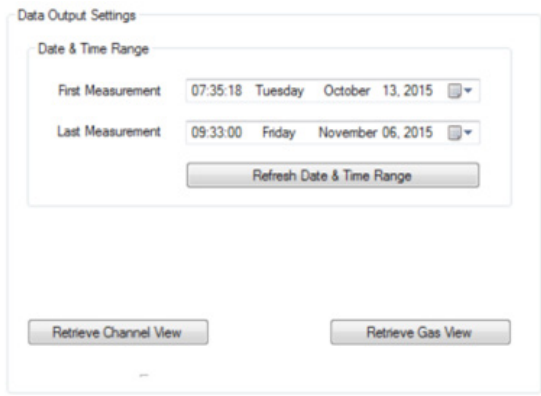 Data Output Settings
Date & Time Range
First Measurement 07:35:18 Tuesday October 13, 2015
Last Measurement 09:33:00 Friday November 06, 2015
Refresh Date & Time Range
Retrieve Channel View Retrieve Gas View